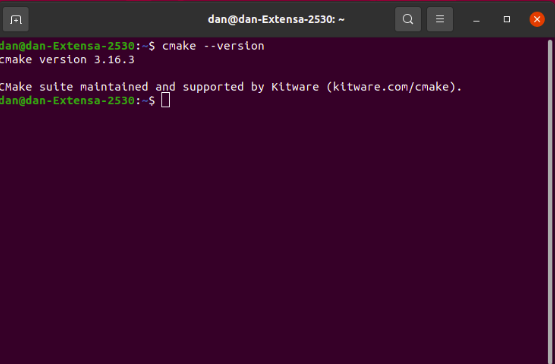 dan@dan-Extensa-2530: ~
dan@dan-Extensa-2530:~$ cmake --version
cmake version 3.16.3

CMake suite maintained and supported by Kitware (kitware.com/cmake).
dan@dan-Extensa-2530:~$